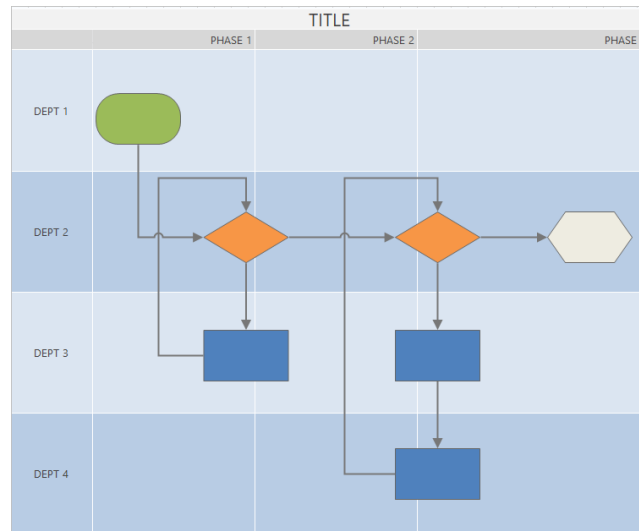 TITLE
PHASE 1 PHASE 2 PHASE
DEPT 1
DEPT 2
DEPT 3
DEPT 4